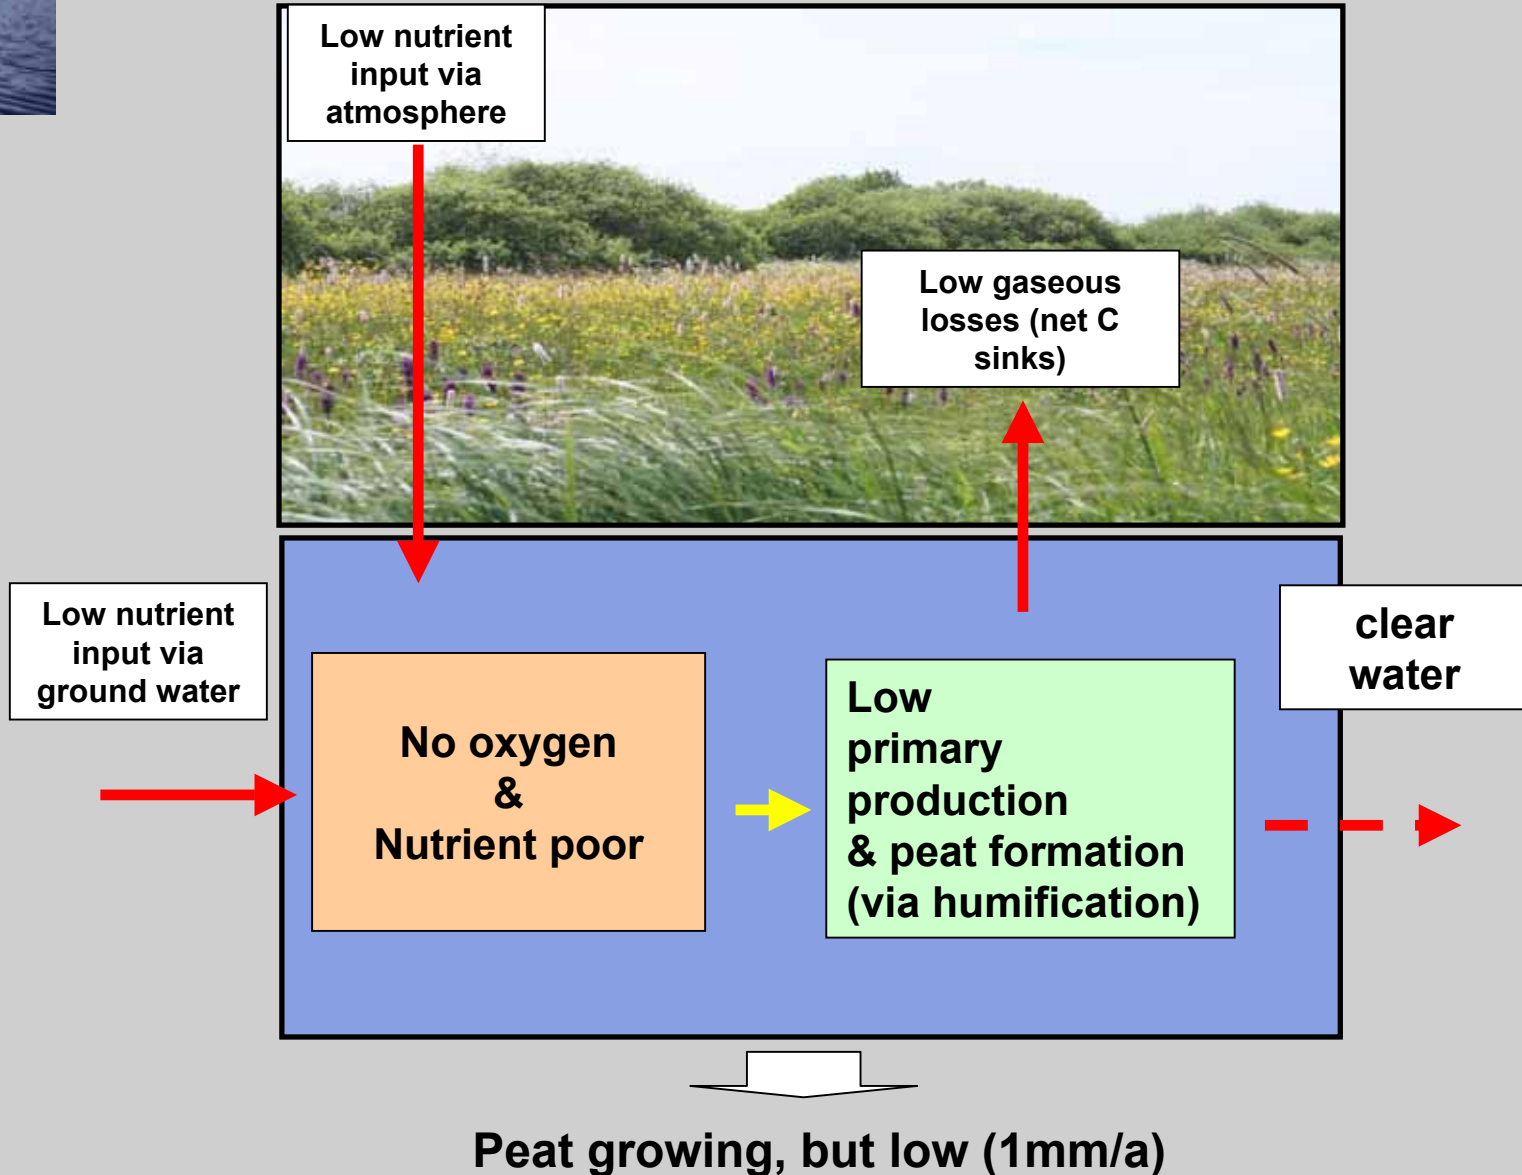 Low nutrient
input via
atmosphere
Low gaseous
losses (net C
sinks)
Low nutrient
input via
ground water
clear
water
No oxygen
&
Nutrient poor
Low
primary
production
& peat formation
(via humification)
Peat growing, but low (1mm/a)